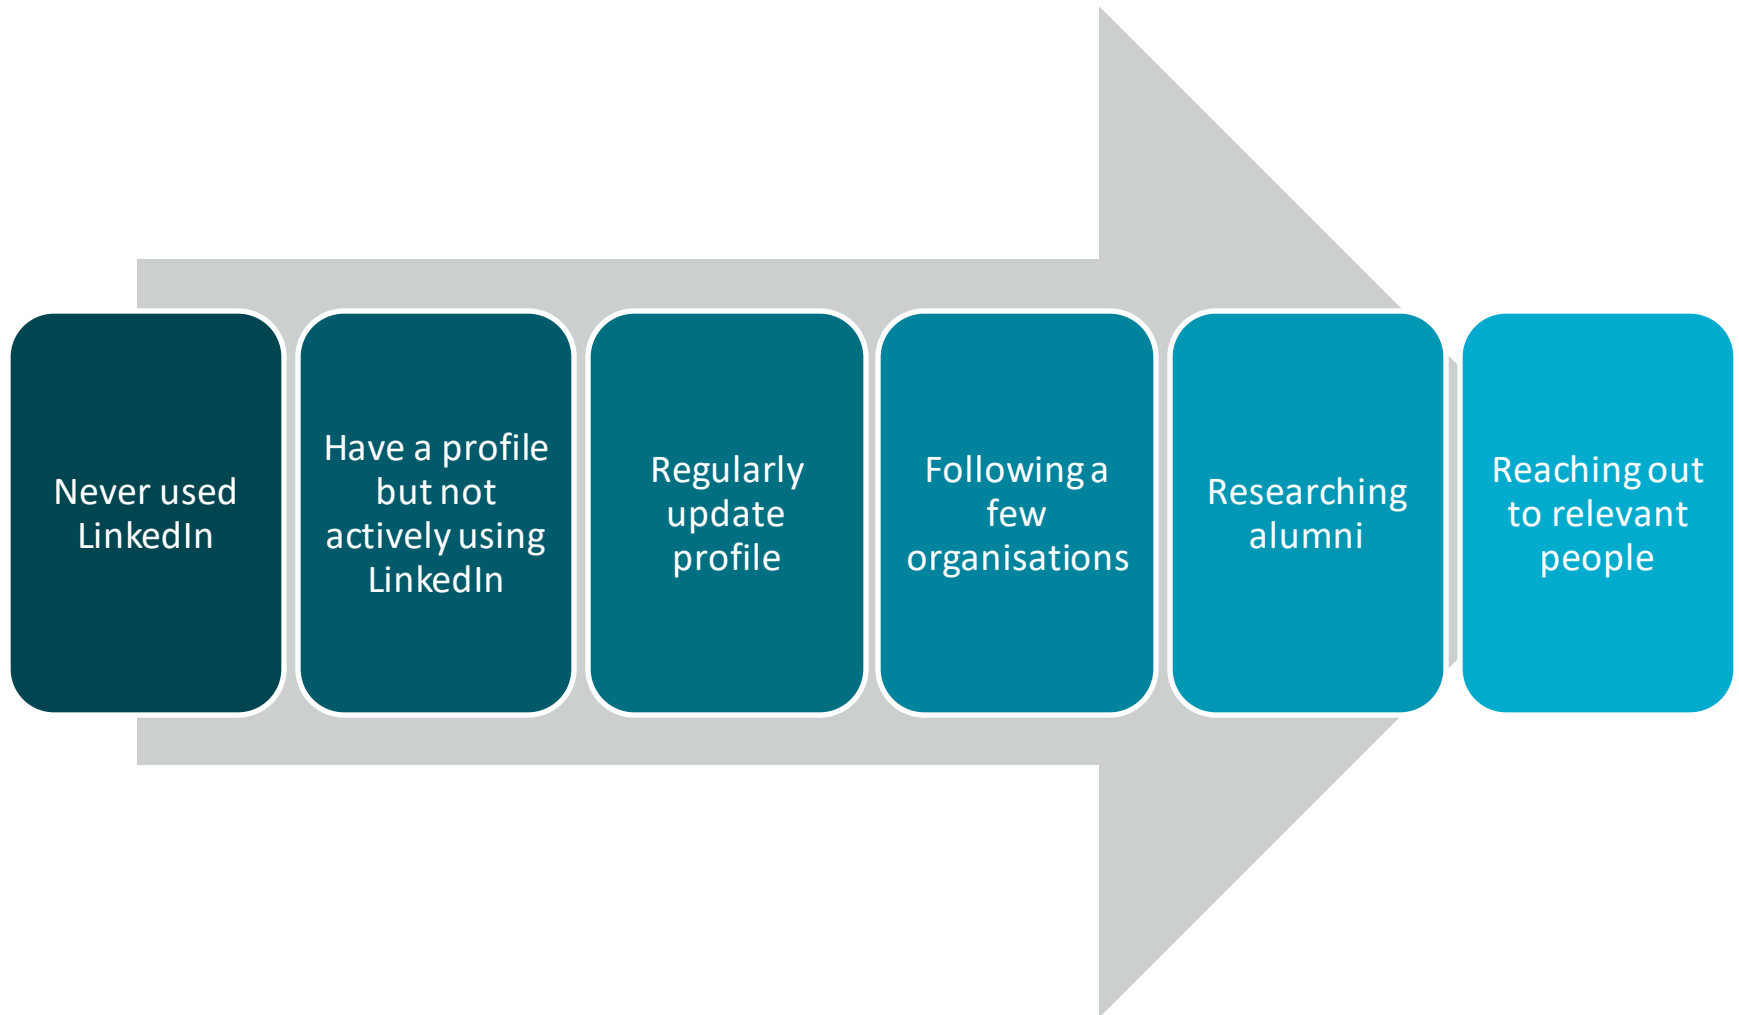 Never used
LinkedIn
Have a profile
but not
actively using
LinkedIn
Regularly
update
profile
Following a
few
organisations
Researching
alumni
Reaching out
to relevant
people